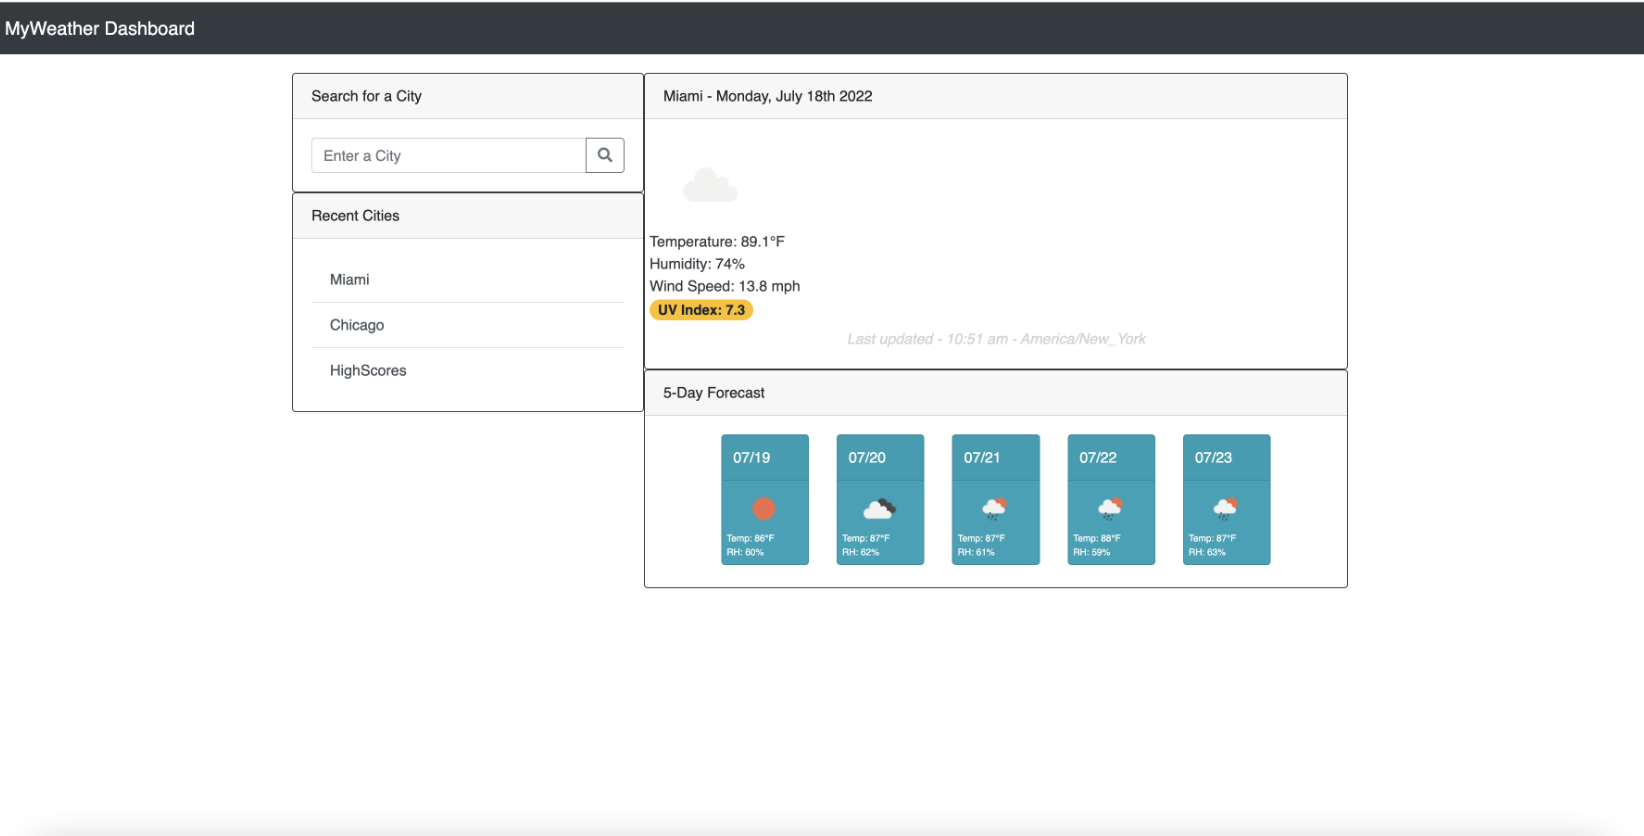 MyWeather Dashboard
Search for a City
Enter a City
Recent Cities
Miami
Chicago
HighScores
Miami - Monday, July 18th 2022
Temperature: 89.1°F
Humidity: 74%
Wind Speed: 13.8 mph
UV Index: 7.3
Last updated - 10:51 am - America/New_York
5-Day Forecast
07/19
Temp: 86°F
RH: 60%
07/20
Temp: 87°F
RH: 62%
07/21
Temp: 87°F
RH: 61%
07/22
Temp: 88°F
RH: 59%
07/23
Temp: 87°F
RH: 63%